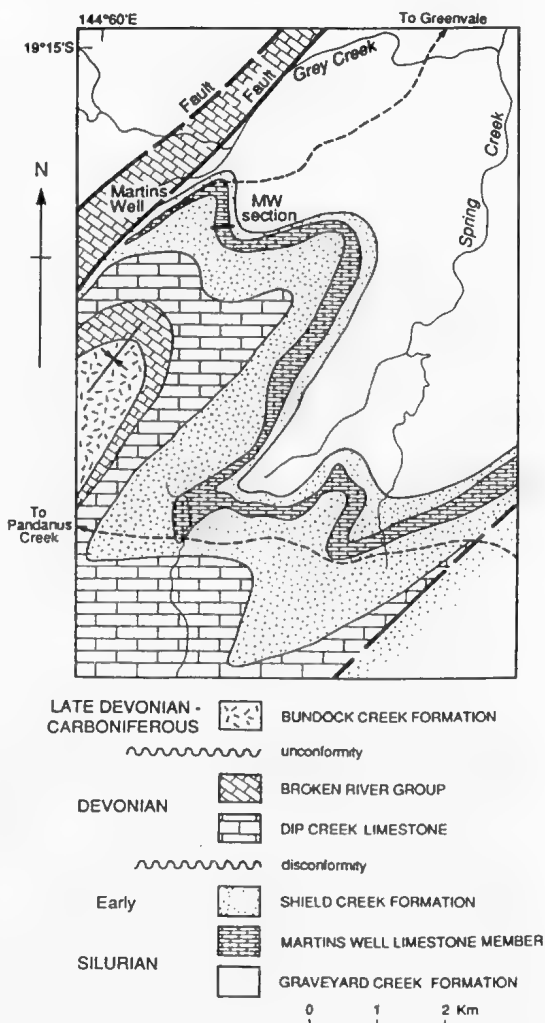 144°60'E
To Greenvale
19°15'S
Grey Creek
Fault
Fault
Spring Creek
N
Martins
Well
MW
section
To
Pandanus
Creek
LATE DEVONIAN -
CARBONIFEROUS
BUNDOCK CREEK FORMATION
unconformity
DEVONIAN
BROKEN RIVER GROUP
DIP CREEK LIMESTONE
disconformity
Early
SHIELD CREEK FORMATION
MARTINS WELL LIMESTONE MEMBER
SILURIAN
GRAVEYARD CREEK FORMATION
0 1 2 Km